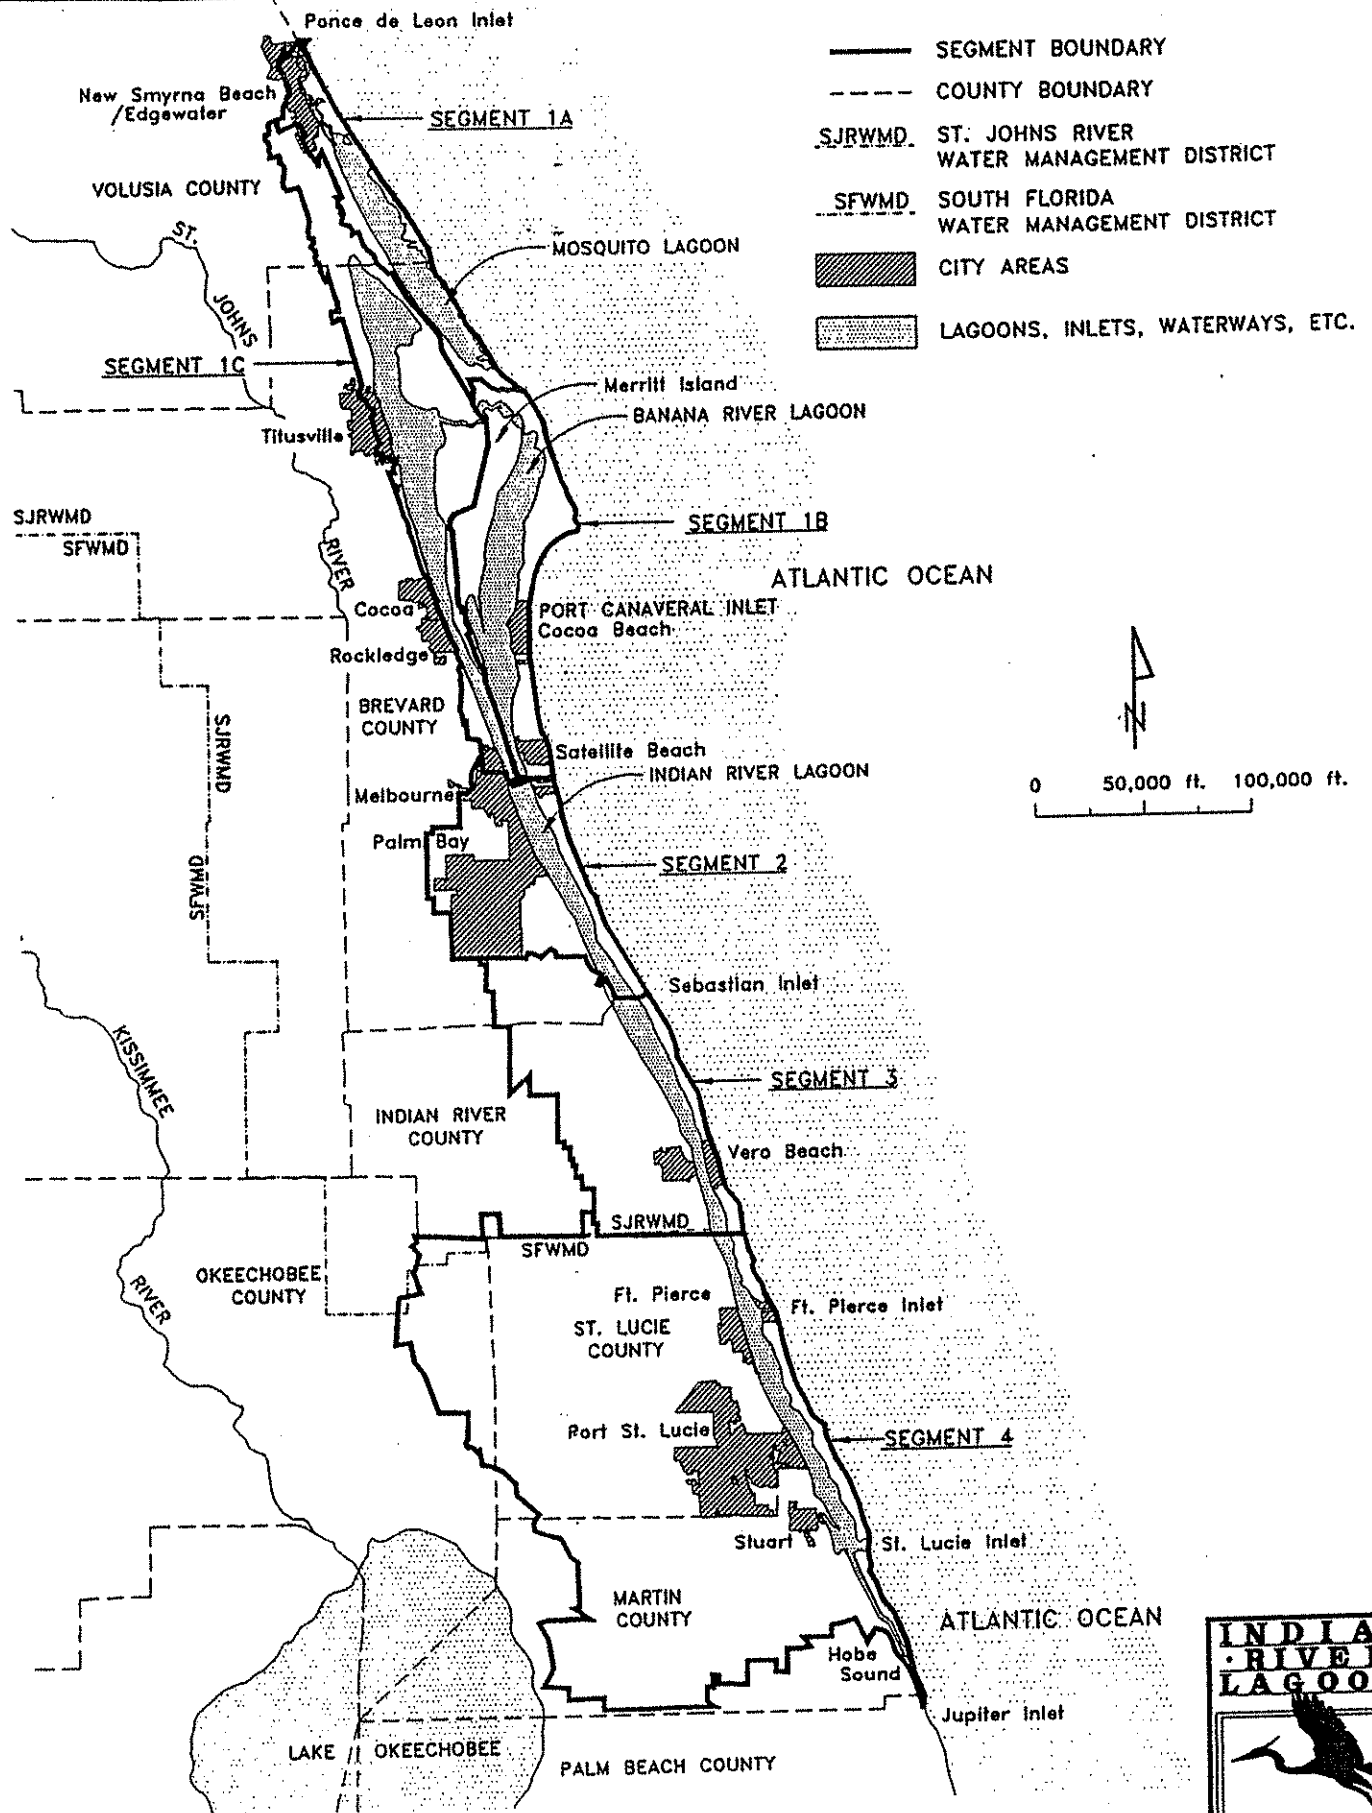 Ponce de Leon Inlet
SEGMENT BOUNDARY
COUNTY BOUNDARY
SJRWMD ST. JOHNS RIVER
WATER MANAGEMENT DISTRICT
SFWMD SOUTH FLORIDA
WATER MANAGEMENT DISTRICT
CITY AREAS
LAGOONS, INLETS, WATERWAYS, ETC.
New Smyrna Beach
/Edgewater
SEGMENT 1A
VOLUSIA COUNTY
ST.
JOHNS
RIVER
MOSQUITO LAGOON
SEGMENT 1C
Merritt Island
BANANA RIVER LAGOON
Titusville
SJRWMD
SFWMD
SEGMENT 1B
ATLANTIC OCEAN
Cocoa
PORT CANAVERAL INLET
Cocoa Beach
Rockledge
BREVARD
COUNTY
SJRWMD
SFWMD
N
0 50,000 ft. 100,000 ft.
Satellite Beach
INDIAN RIVER LAGOON
Melbourne
Palm Bay
SEGMENT 2
Sebastian Inlet
KISSIMMEE
RIVER
SEGMENT 3
INDIAN RIVER
COUNTY
Vero Beach
SJRWMD
SFWMD
OKEECHOBEE
COUNTY
Ft. Pierce
Ft. Pierce Inlet
ST. LUCIE
COUNTY
Port St. Lucie
SEGMENT 4
Stuart
St. Lucie Inlet
MARTIN
COUNTY
ATLANTIC OCEAN
Hobe
Sound
Jupiter Inlet
LAKE OKEECHOBEE
PALM BEACH COUNTY
INDIA
RIVE
LAGOO